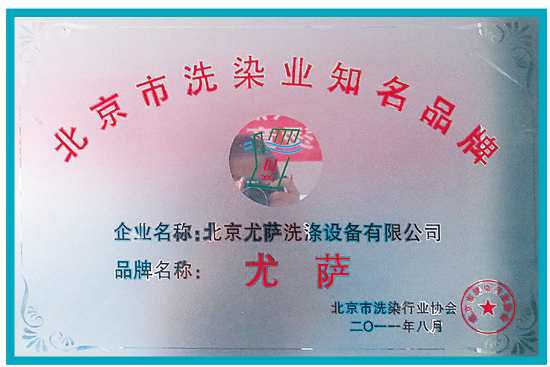 北京市洗染业知名品牌
企业名称:北京尤萨洗涤设备有限公司
品牌名称: 尤 萨
北京市洗染行业协会
二〇一一年八月